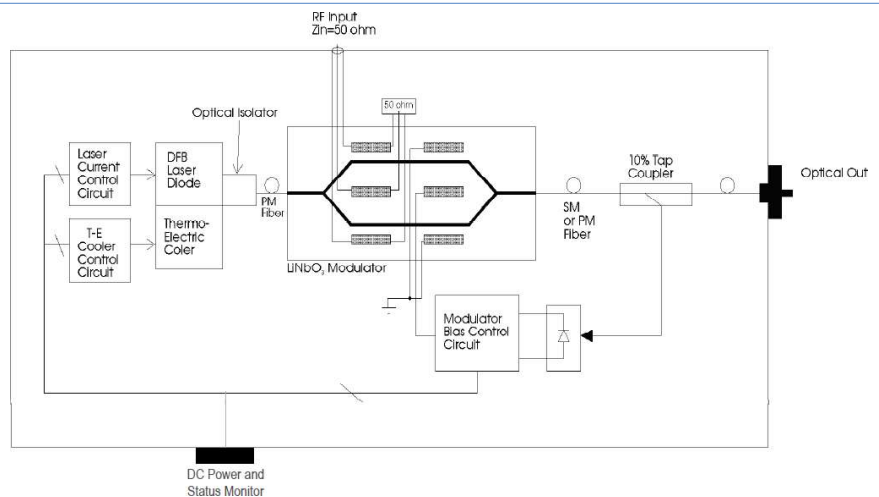 RF Input
Zin=50 ohm
50 ohm
Optical Isolator
Laser
Current
Control
Circuit
DFB
Laser
Diode
PM
Fiber
T-E
Cooler
Control
Circuit
Thermo-
Electric
Coler
LiNbO₃ Modulator
10% Tap
Coupler
Optical Out
SM
or PM
Fiber
Modulator
Bias Control
Circuit
DC Power and
Status Monitor